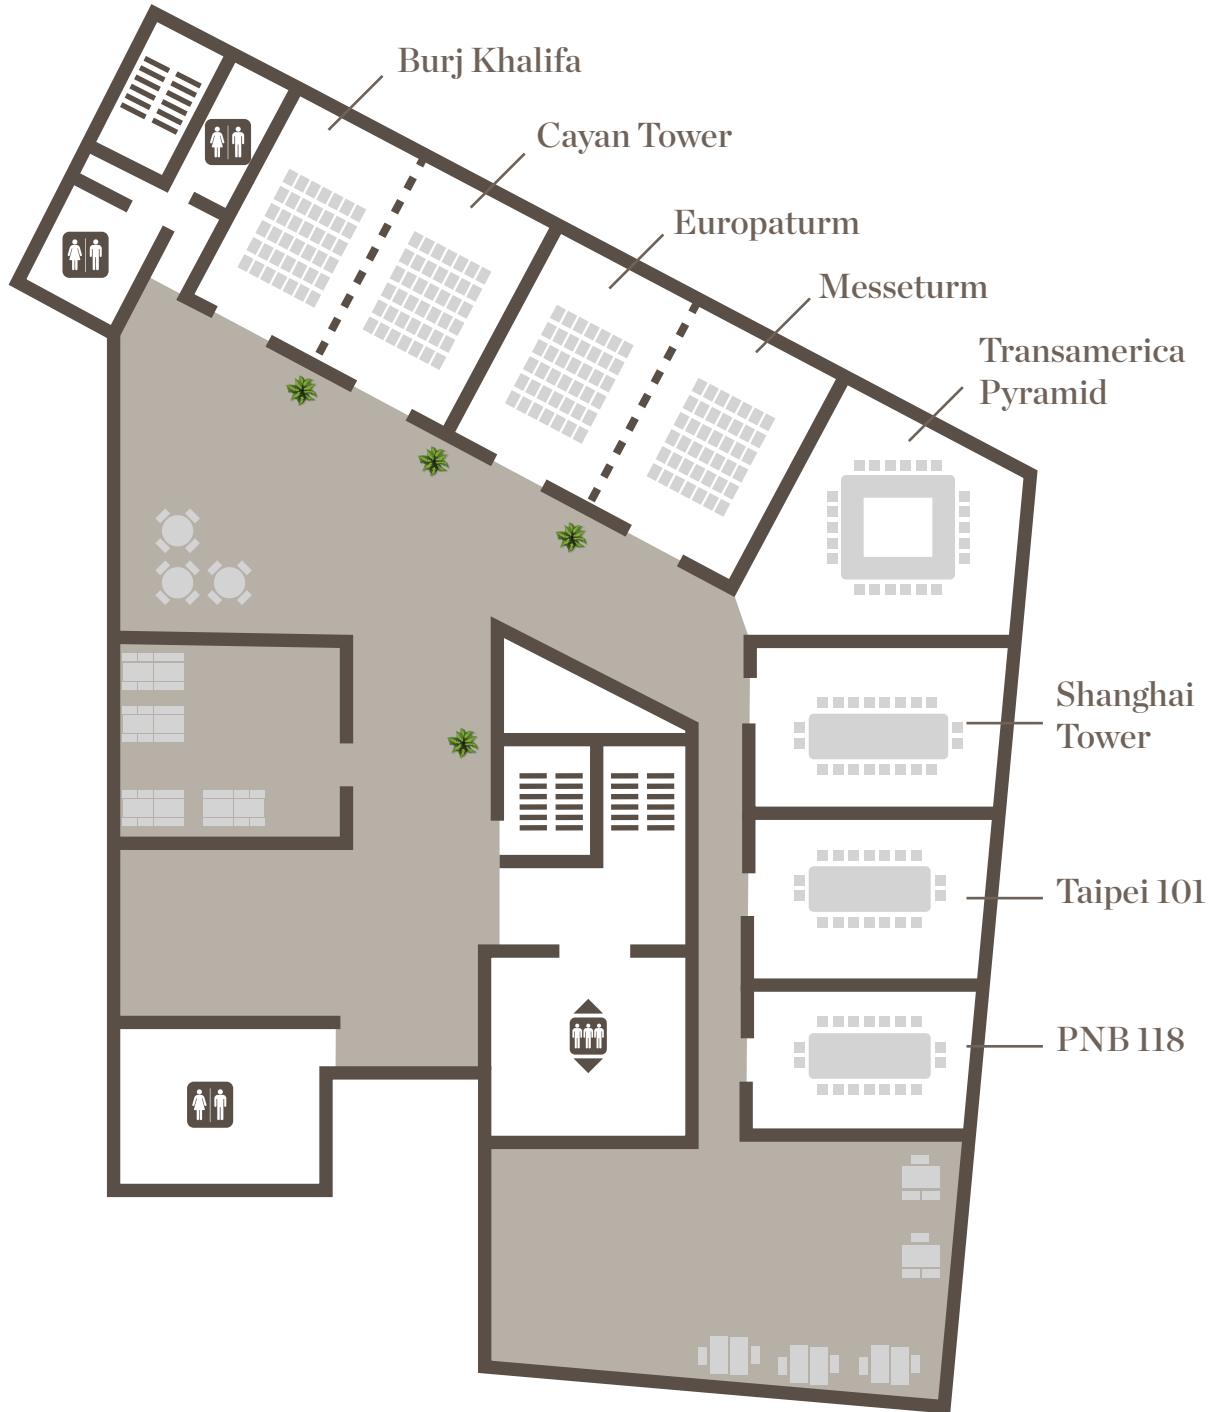 Burj Khalifa
Cayan Tower
Europaturm
Messeturm
Transamerica
Pyramid
Shanghai
Tower
Taipei 101
PNB 118